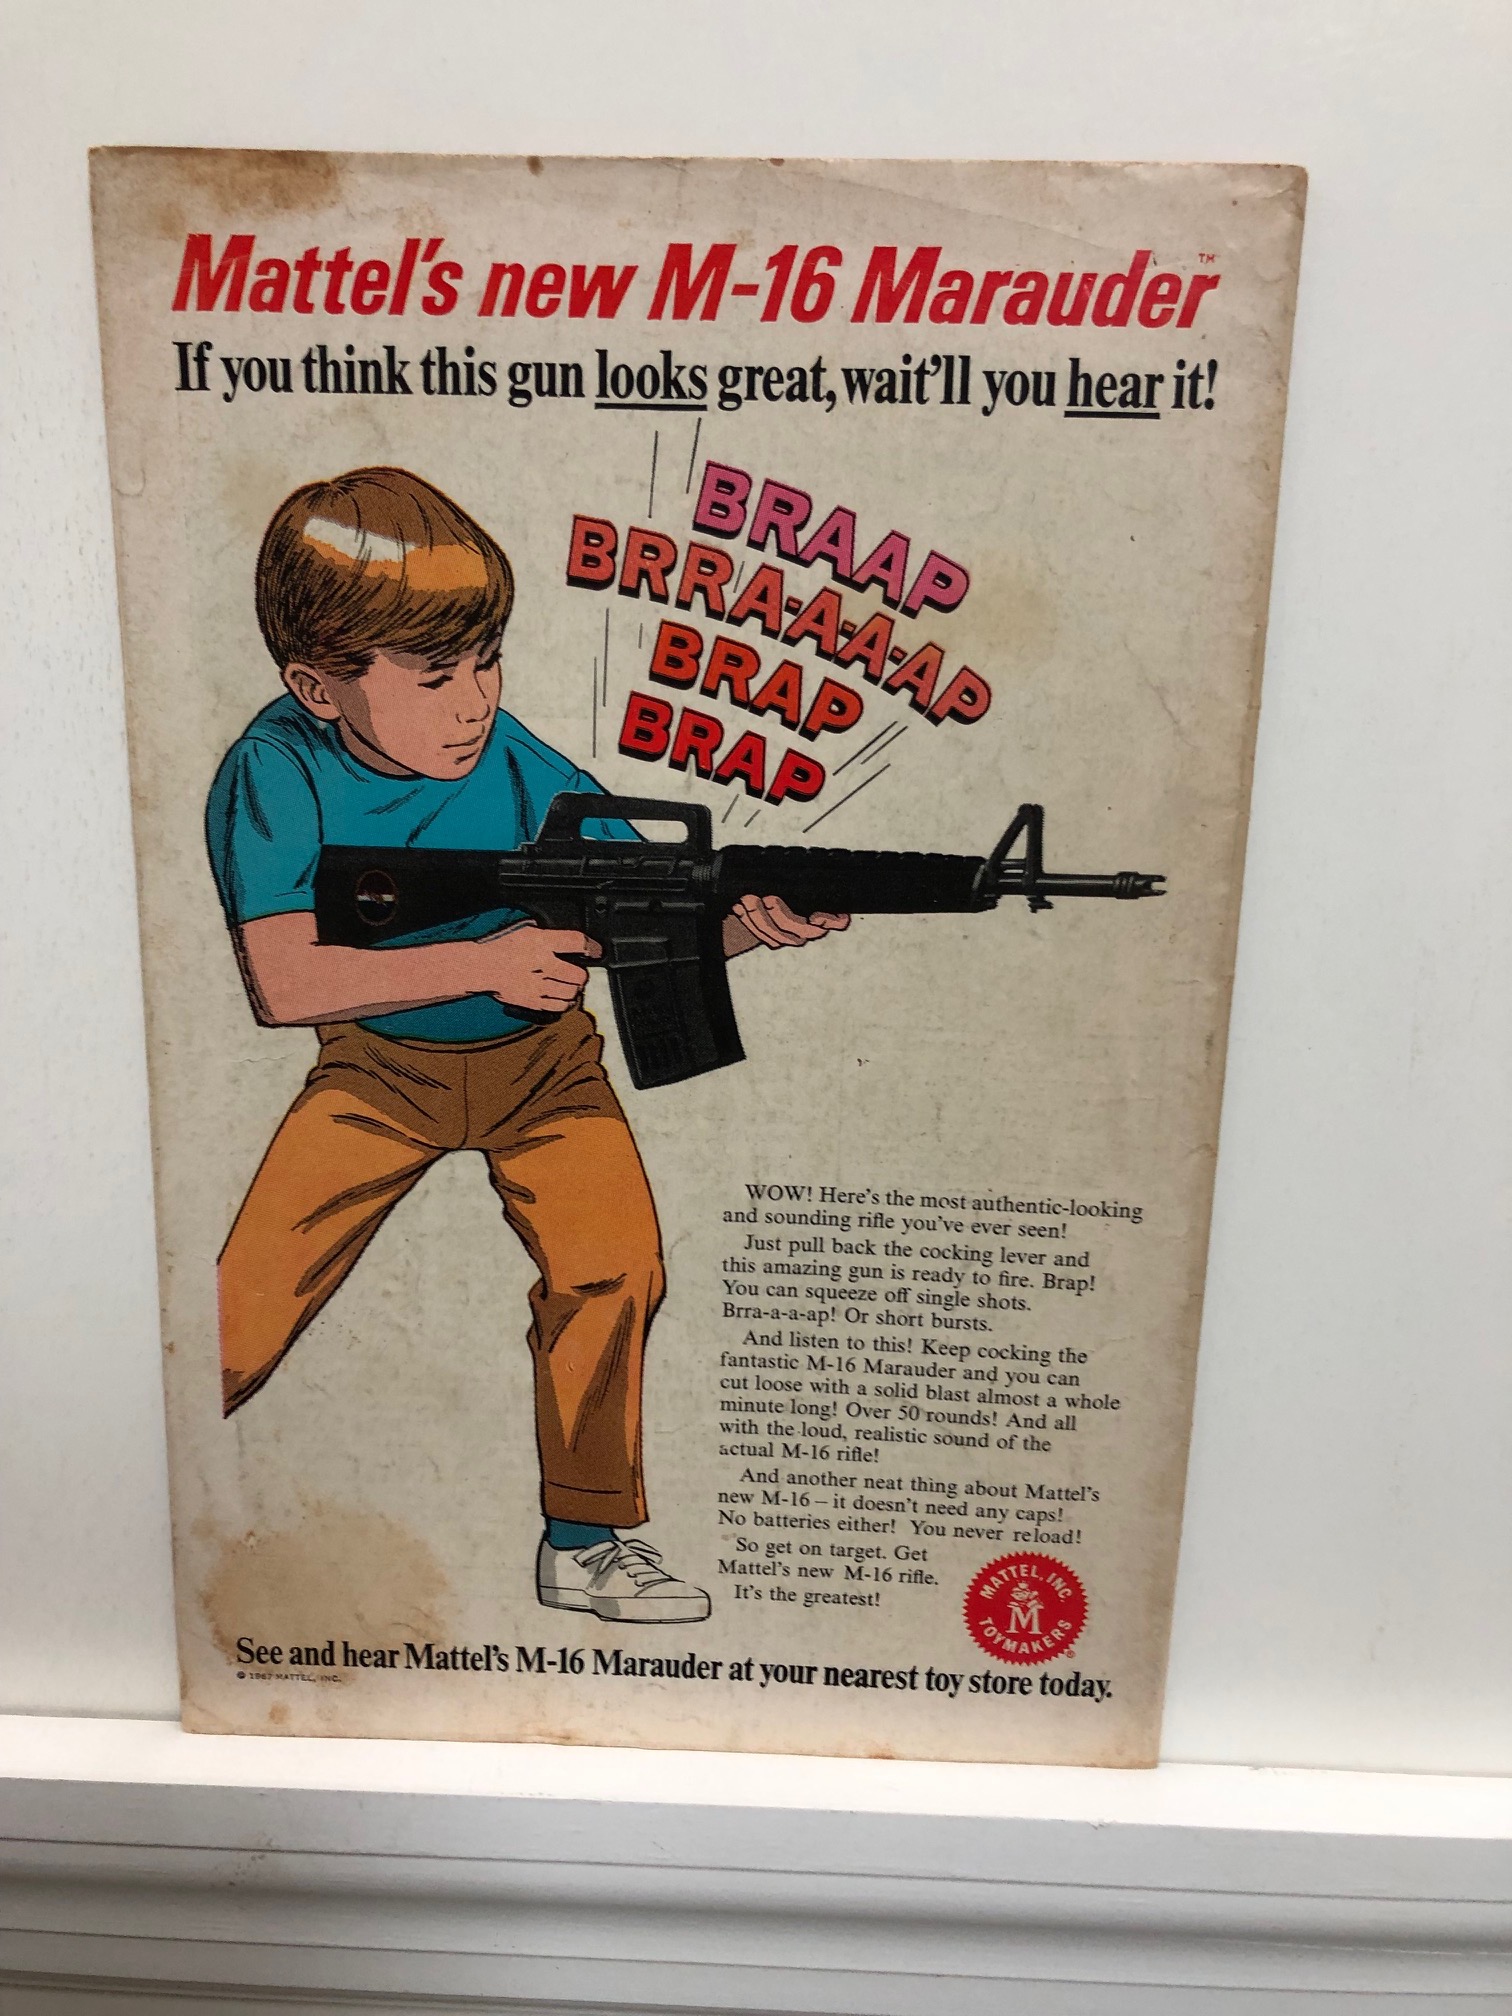 Mattel's new M-16 Marauder™
If you think this gun looks great, wait'll you hear it!
BRAAP
BRRA-A-A-AP
BRAP
BRAP
WOW! Here's the most authentic-looking
and sounding rifle you've ever seen!
Just pull back the cocking lever and
this amazing gun is ready to fire. Brap!
You can squeeze off single shots.
Brra-a-a-ap! Or short bursts.
And listen to this! Keep cocking the
fantastic M-16 Marauder and you can
cut loose with a solid blast almost a whole
minute long! Over 50 rounds! And all
with the loud, realistic sound of the
actual M-16 rifle!
And another neat thing about Mattel's
new M-16 – it doesn't need any caps!
No batteries either! You never reload!
So get on target. Get
Mattel's new M-16 rifle.
It's the greatest!
MATTEL, INC.
M
TOYMAKERS
®
See and hear Mattel's M-16 Marauder at your nearest toy store today.
© 1967 MATTEL, INC.